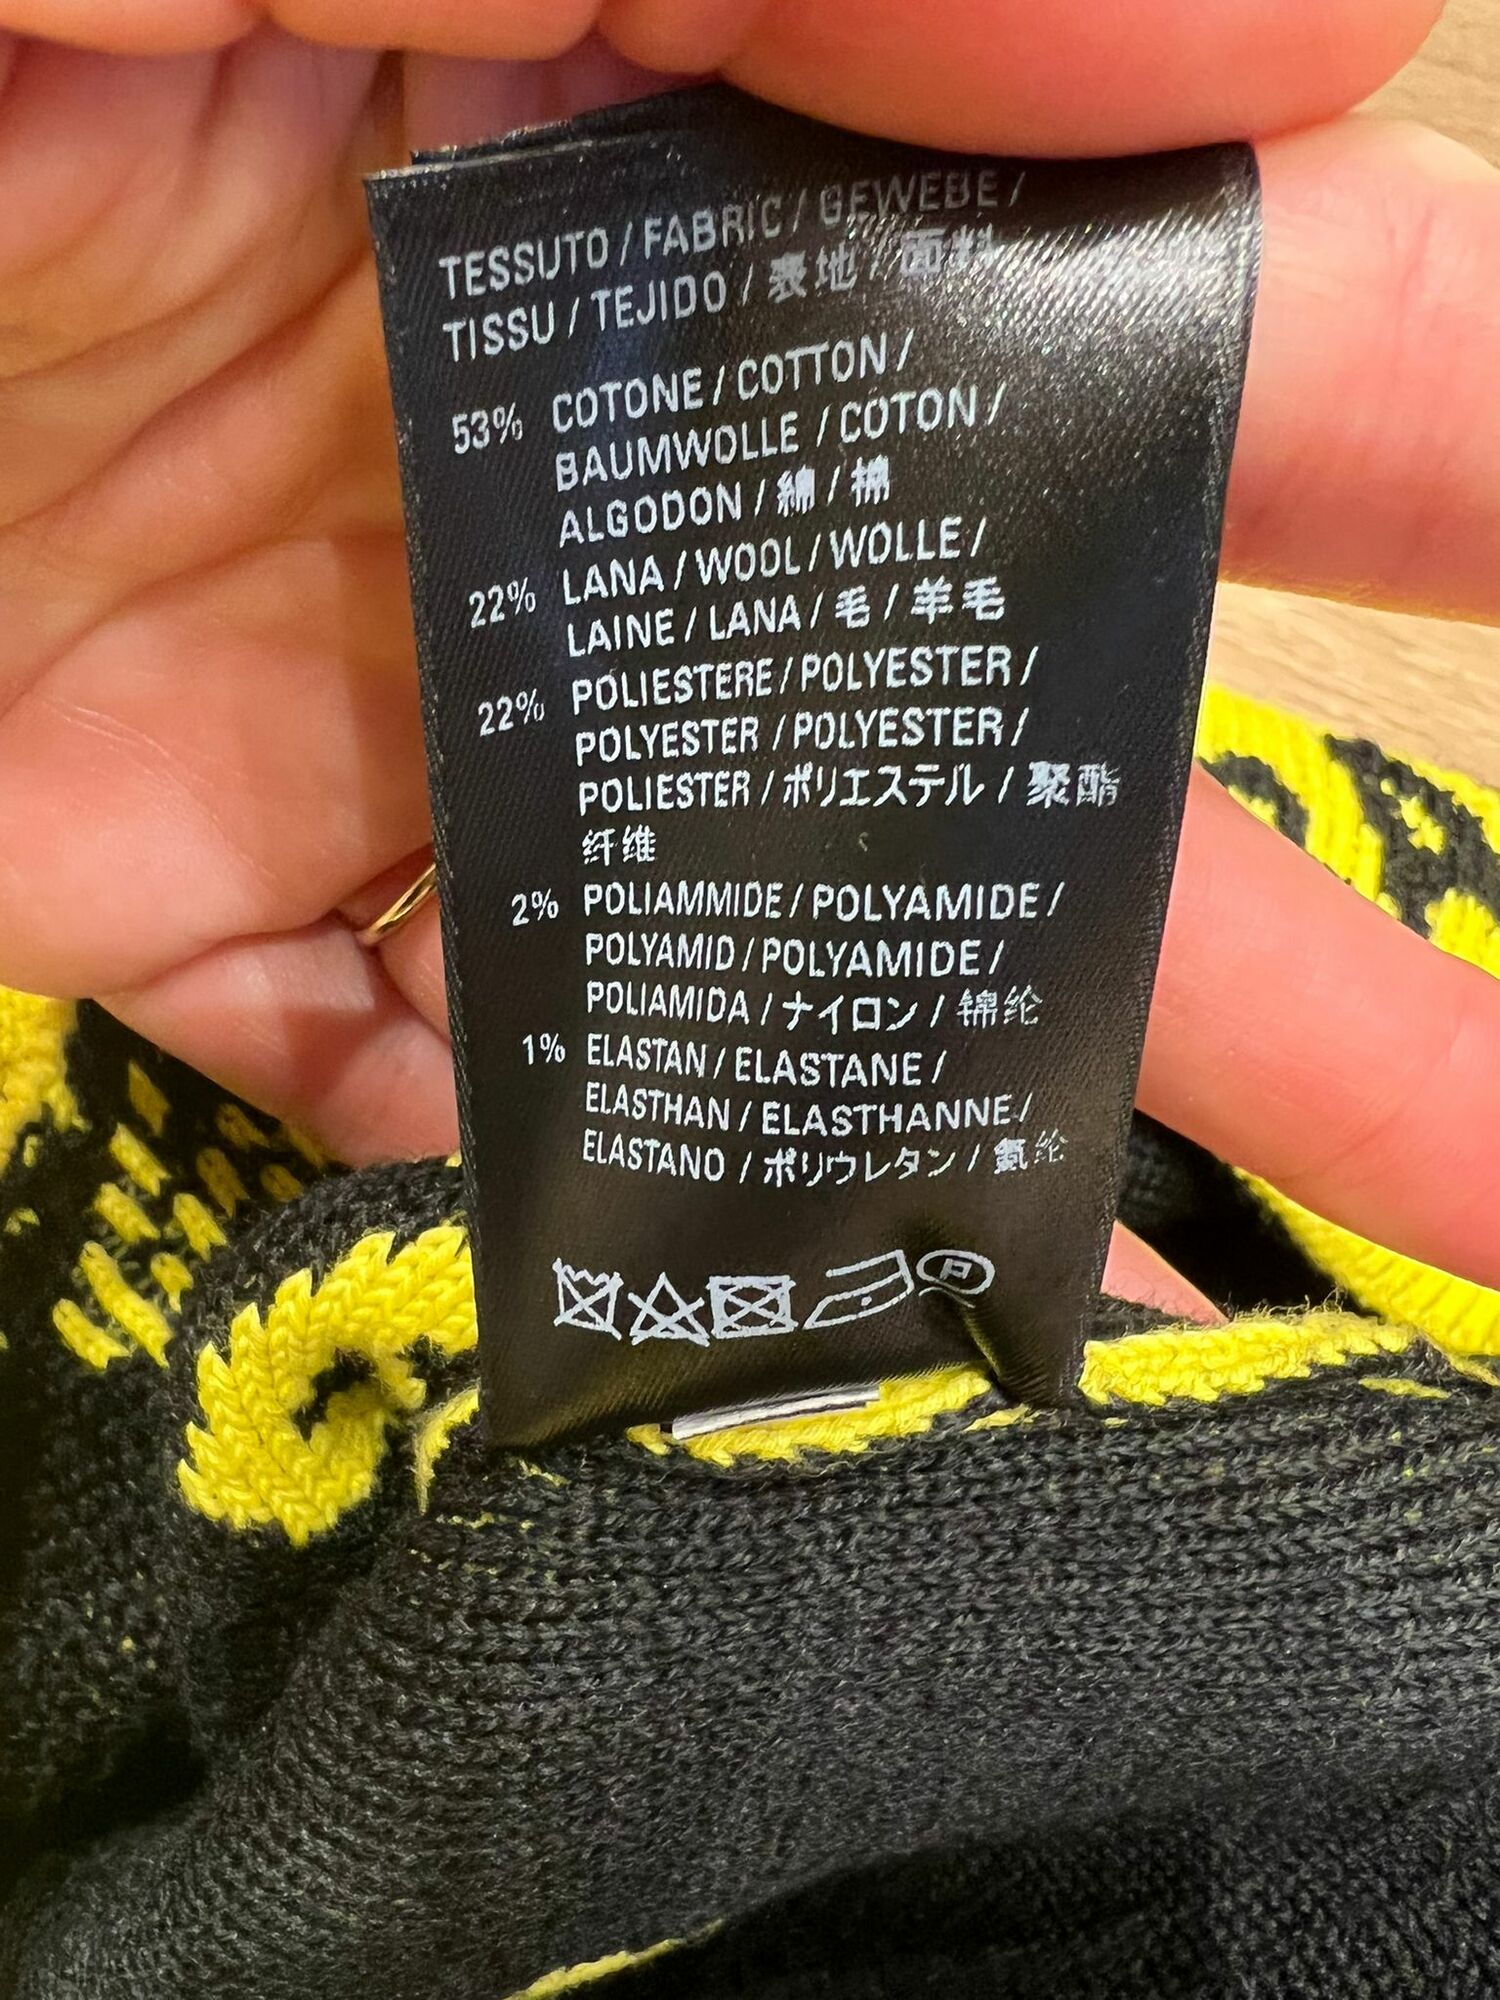 TESSUTO / FABRIC / GEWEBE /
TISSU / TEJIDO / 表地 / 面料
53% COTONE / COTTON /
BAUMWOLLE / COTON /
ALGODON / 綿 / 棉
22% LANA / WOOL / WOLLE /
LAINE / LANA / 毛 / 羊毛
22% POLIESTERE / POLYESTER /
POLYESTER / POLYESTER /
POLIESTER / ポリエステル / 聚酯
纤维
2% POLIAMMIDE / POLYAMIDE /
POLYAMID / POLYAMIDE /
POLIAMIDA / ナイロン / 锦纶
1% ELASTAN / ELASTANE /
ELASTHAN / ELASTHANNE /
ELASTANO / ポリウレタン / 氨纶
P